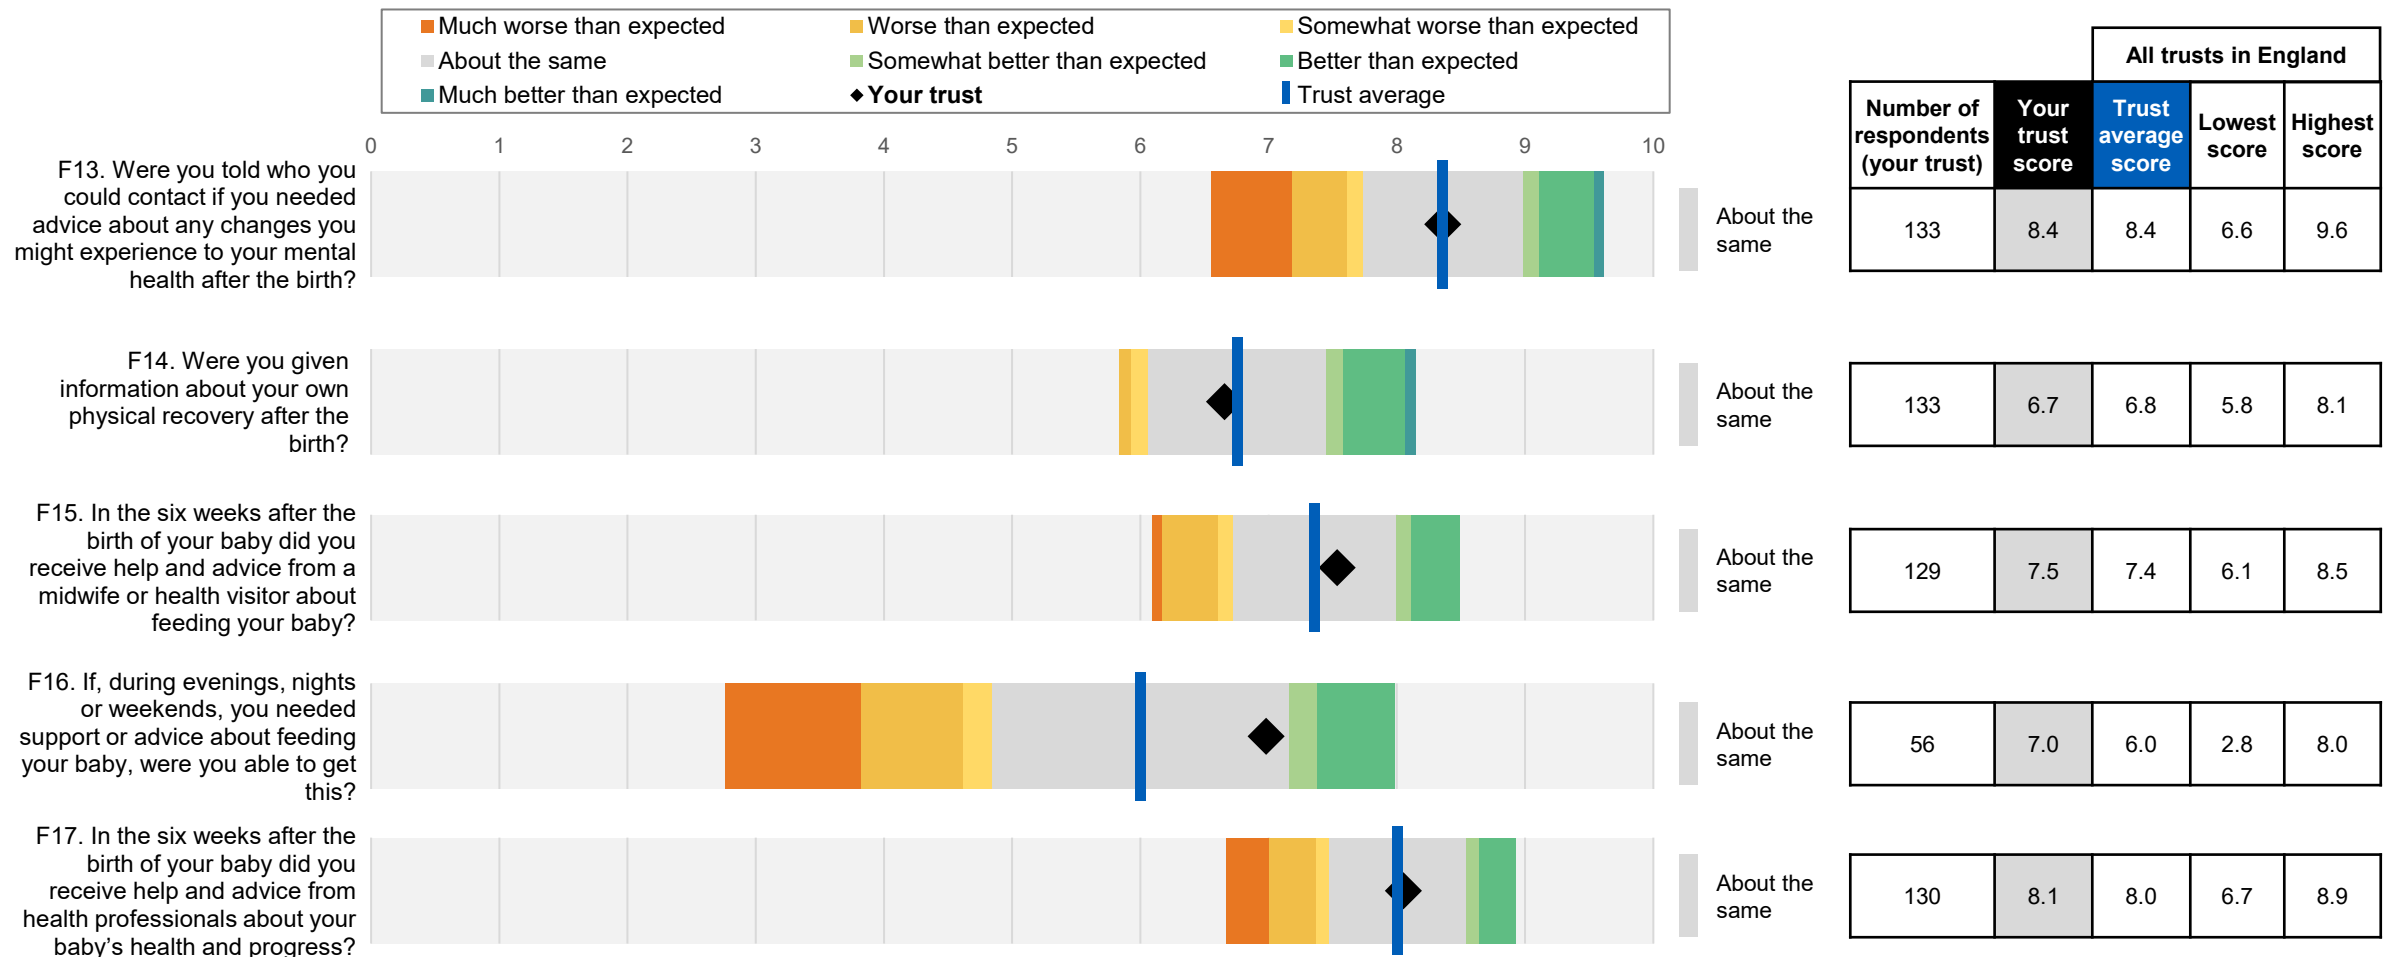 Much worse than expected
Worse than expected
Somewhat worse than expected
About the same
Somewhat better than expected
Better than expected
Much better than expected
Your trust
Trust average
All trusts in England
Number of respondents (your trust)
Your trust score
Trust average score
Lowest score
Highest score
0 1 2 3 4 5 6 7 8 9 10
F13. Were you told who you
could contact if you needed
advice about any changes you
might experience to your mental
health after the birth?
About the
same
133 8.4 8.4 6.6 9.6
F14. Were you given
information about your own
physical recovery after the
birth?
About the
same
133 6.7 6.8 5.8 8.1
F15. In the six weeks after the
birth of your baby did you
receive help and advice from a
midwife or health visitor about
feeding your baby?
About the
same
129 7.5 7.4 6.1 8.5
F16. If, during evenings, nights
or weekends, you needed
support or advice about feeding
your baby, were you able to get
this?
About the
same
56 7.0 6.0 2.8 8.0
F17. In the six weeks after the
birth of your baby did you
receive help and advice from
health professionals about your
baby’s health and progress?
About the
same
130 8.1 8.0 6.7 8.9